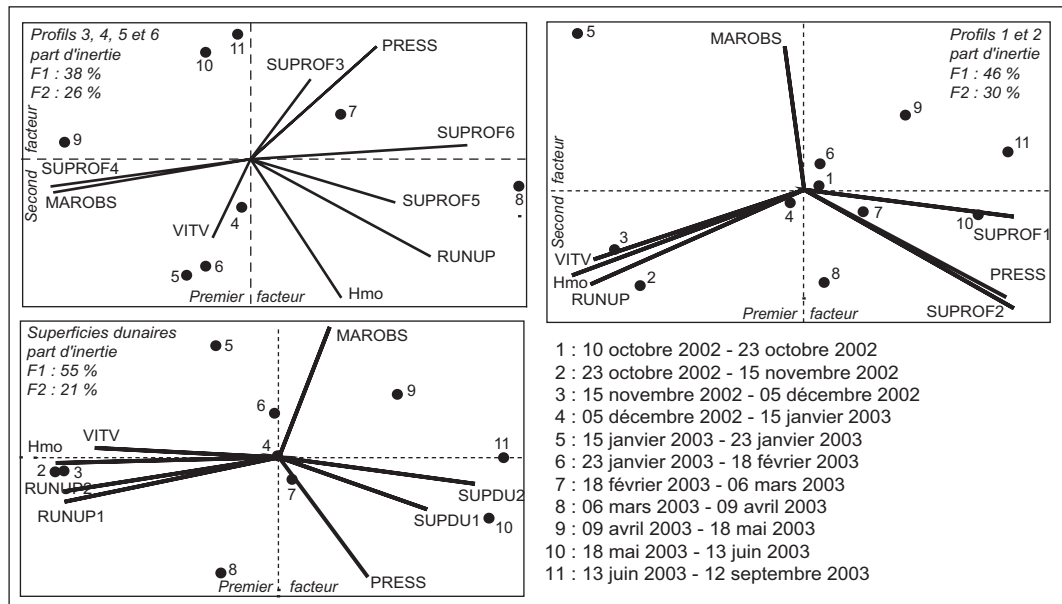 Profils 3, 4, 5 et 6
part d'inertie
F1 : 38 %
F2 : 26 %
11
10
PRESS
SUPROF3
7
9
SUPROF6
SUPROF4
MAROBS
8
SUPROF5
4
VITV
RUNUP
5
6
Hmo
Second facteur
Premier facteur
Profils 1 et 2
part d'inertie
F1 : 46 %
F2 : 30 %
5
MAROBS
9
11
6
1
4
7
10
SUPROF1
3
VITV
Hmo
RUNUP
2
8
PRESS
SUPROF2
Second facteur
Premier facteur
Superficies dunaires
part d'inertie
F1 : 55 %
F2 : 21 %
5
MAROBS
9
6
VITV
Hmo
4
11
2
3
RUNUP2
RUNUP1
7
SUPDU2
SUPDU1
10
8
PRESS
Premier facteur
1 : 10 octobre 2002 - 23 octobre 2002
2 : 23 octobre 2002 - 15 novembre 2002
3 : 15 novembre 2002 - 05 décembre 2002
4 : 05 décembre 2002 - 15 janvier 2003
5 : 15 janvier 2003 - 23 janvier 2003
6 : 23 janvier 2003 - 18 février 2003
7 : 18 février 2003 - 06 mars 2003
8 : 06 mars 2003 - 09 avril 2003
9 : 09 avril 2003 - 18 mai 2003
10 : 18 mai 2003 - 13 juin 2003
11 : 13 juin 2003 - 12 septembre 2003